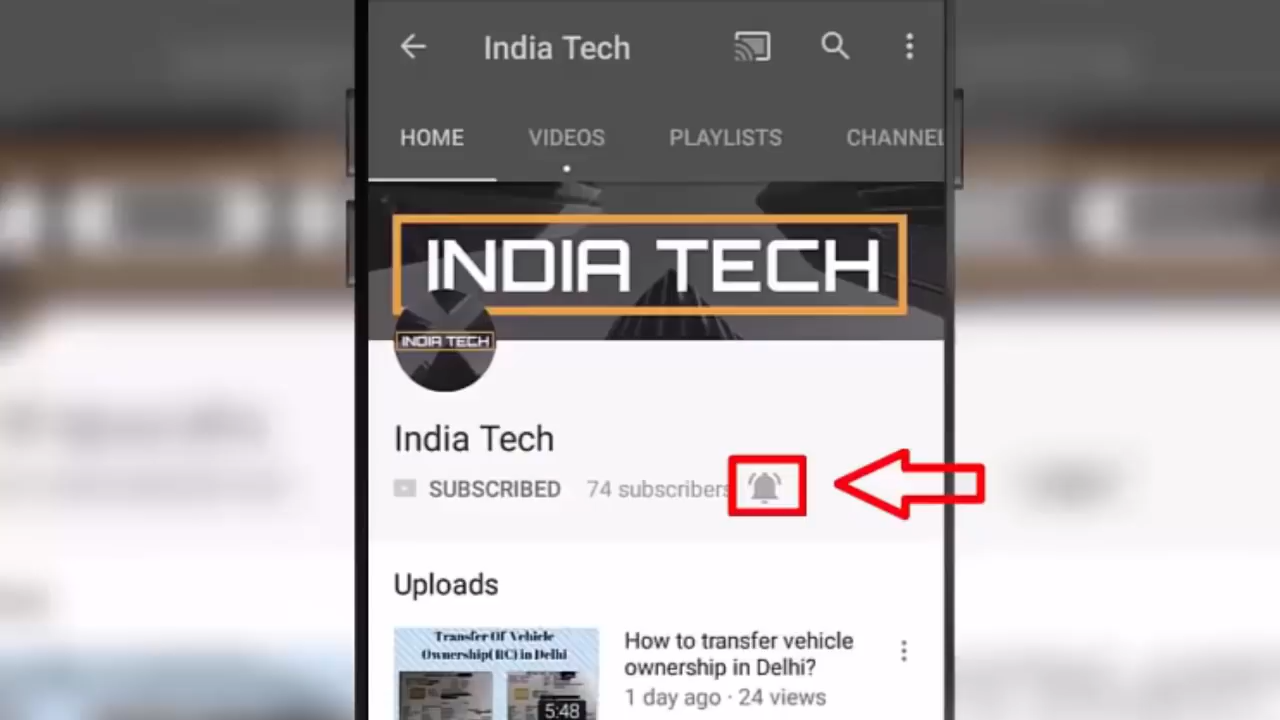 India Tech
HOME VIDEOS PLAYLISTS CHANNEL
INDIA TECH
INDIA TECH
India Tech
SUBSCRIBED 74 subscribers
Uploads
Transfer Of Vehicle
Ownership(RC) in Delhi
5:48
How to transfer vehicle
ownership in Delhi?
1 day ago · 24 views